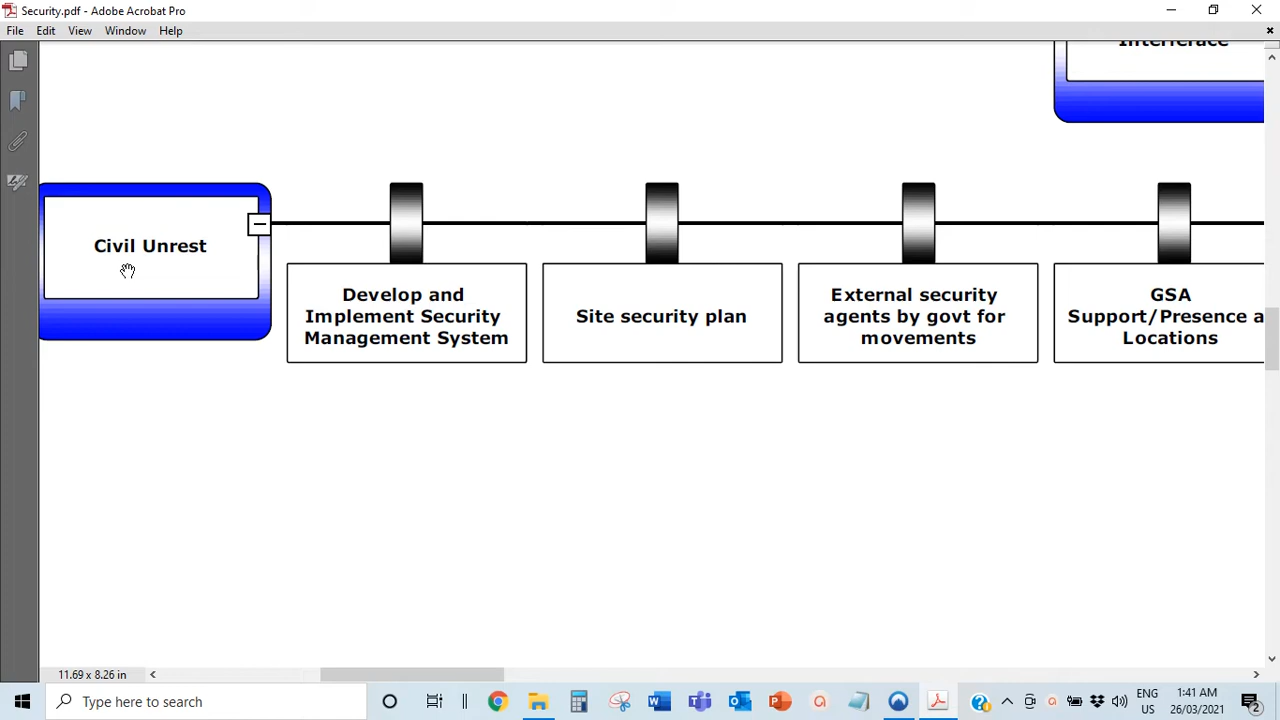 Security.pdf - Adobe Acrobat Pro
File Edit View Window Help
Interferace
Civil Unrest
Develop and
Implement Security
Management System
Site security plan
External security
agents by govt for
movements
GSA
Support/Presence a
Locations
11.69 x 8.26 in
Type here to search
ENG
US
1:41 AM
26/03/2021
2